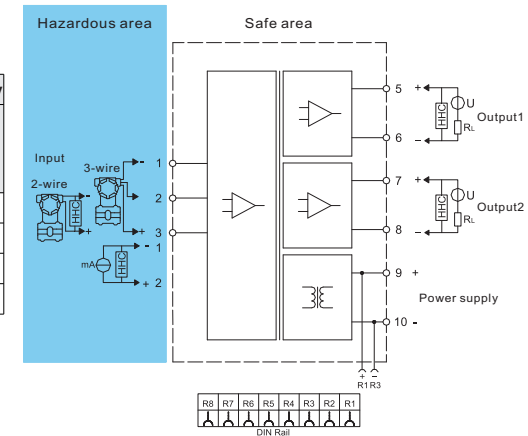 Hazardous area
Safe area
Input
2-wire
3-wire
HHC
- 1
2
+ 3
- 1
+ 2
-
+
mA
HHC
5 +
6 -
HHC
U
RL
Output1
7 +
8 -
HHC
U
RL
Output2
9 +
10 -
Power supply
+ -
R1 R3
R8 R7 R6 R5 R4 R3 R2 R1
DIN Rail